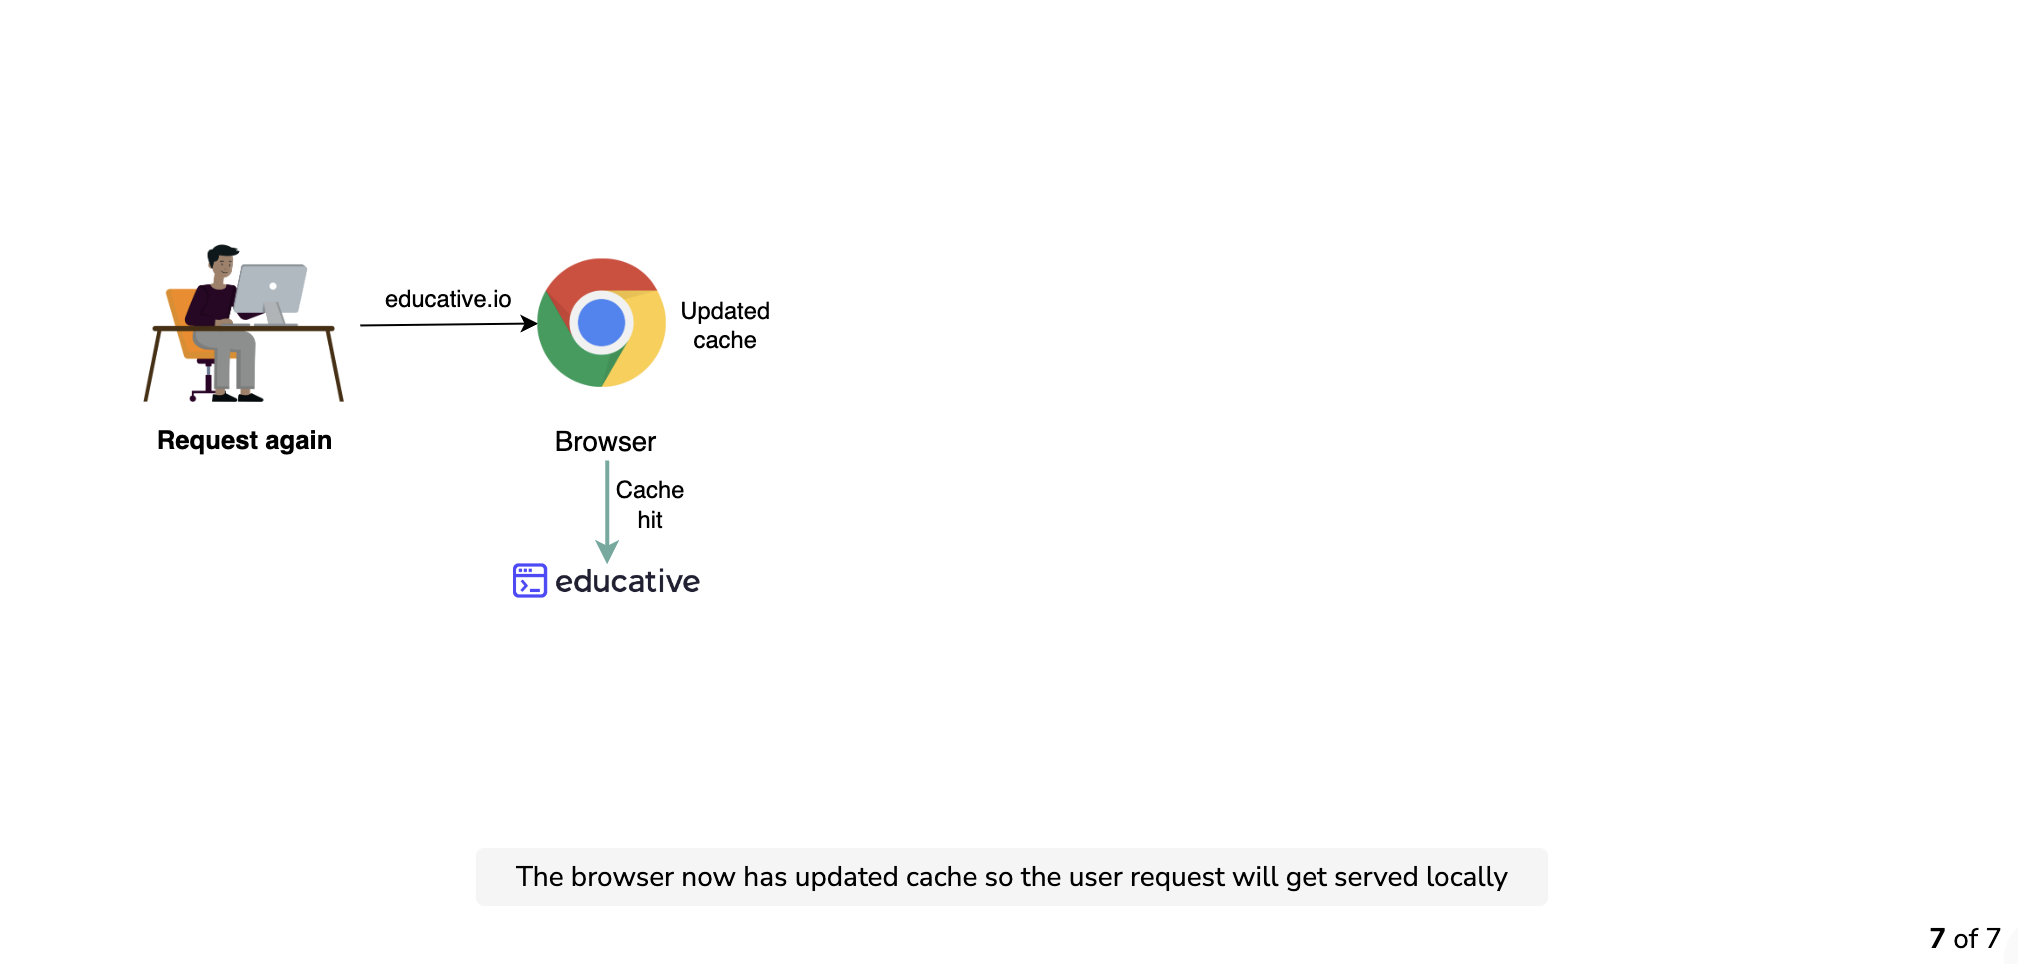 educative.io
Updated
cache
Request again
Browser
Cache
hit
educative
The browser now has updated cache so the user request will get served locally
7 of 7